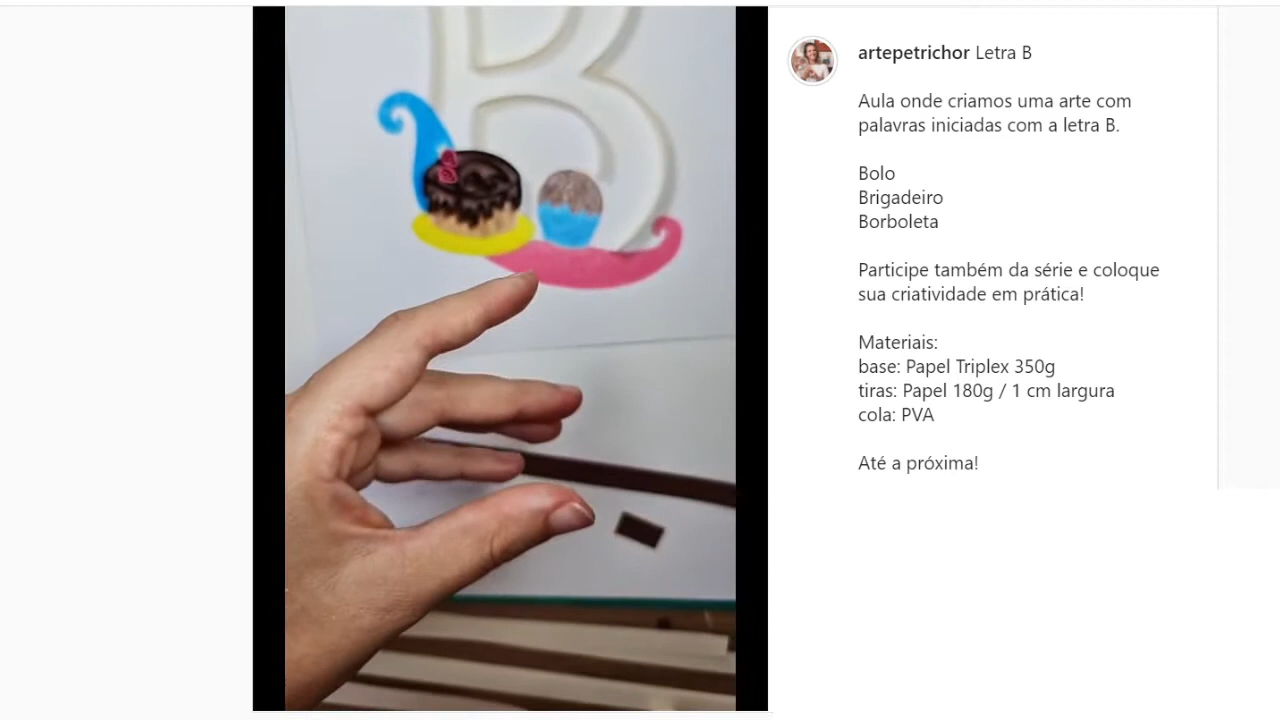 B
artepetrichor Letra B
Aula onde criamos uma arte com
palavras iniciadas com a letra B.
Bolo
Brigadeiro
Borboleta
Participe também da série e coloque
sua criatividade em prática!
Materiais:
base: Papel Triplex 350g
tiras: Papel 180g / 1 cm largura
cola: PVA
Até a próxima!